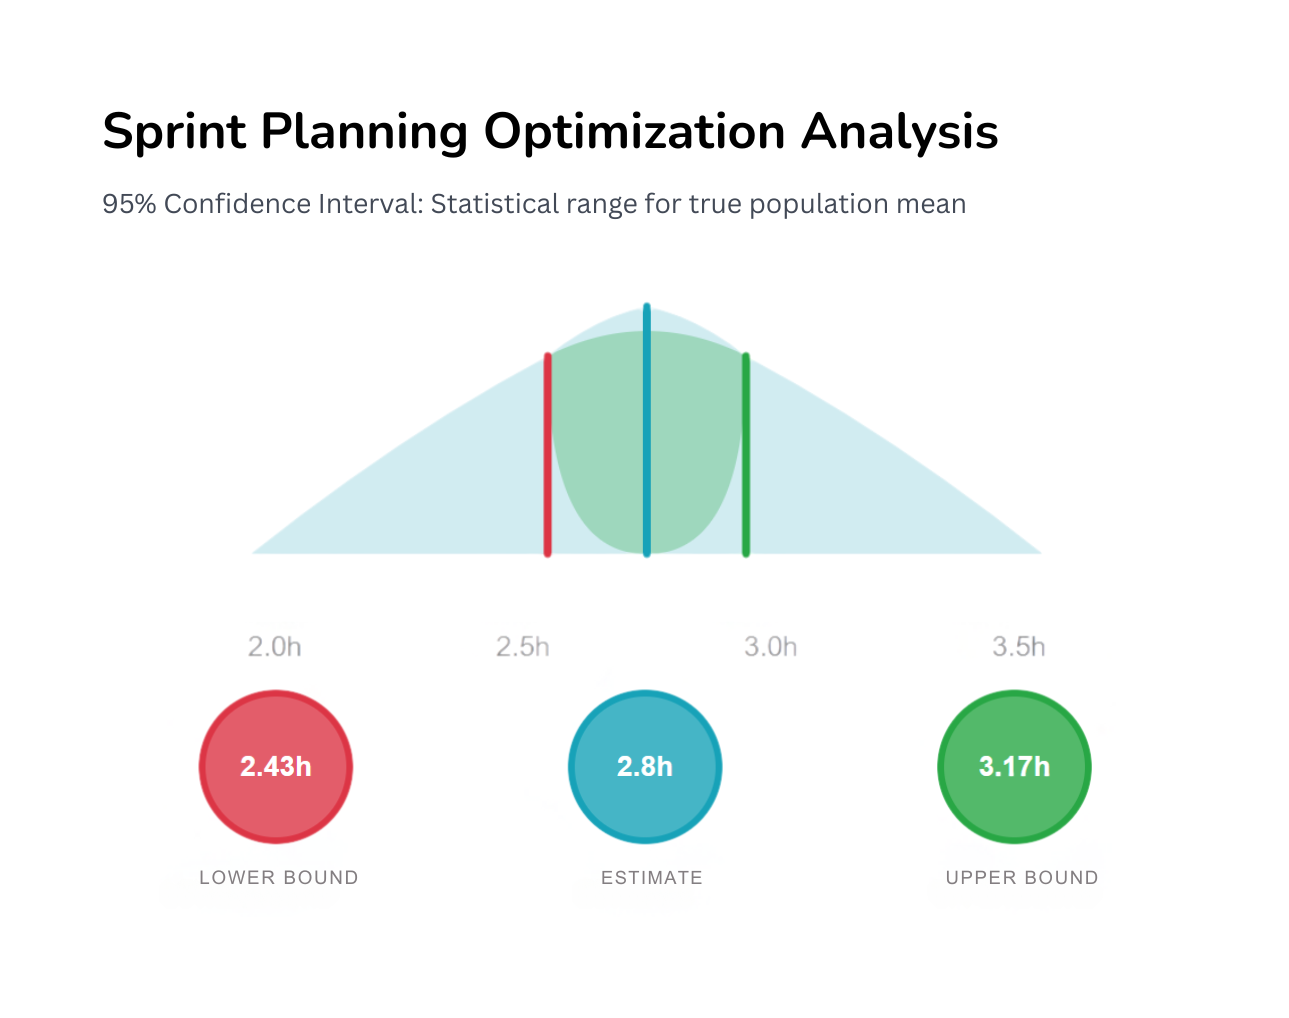 Sprint Planning Optimization Analysis
95% Confidence Interval: Statistical range for true population mean
2.0h 2.5h 3.0h 3.5h
2.43h 2.8h 3.17h
LOWER BOUND ESTIMATE UPPER BOUND